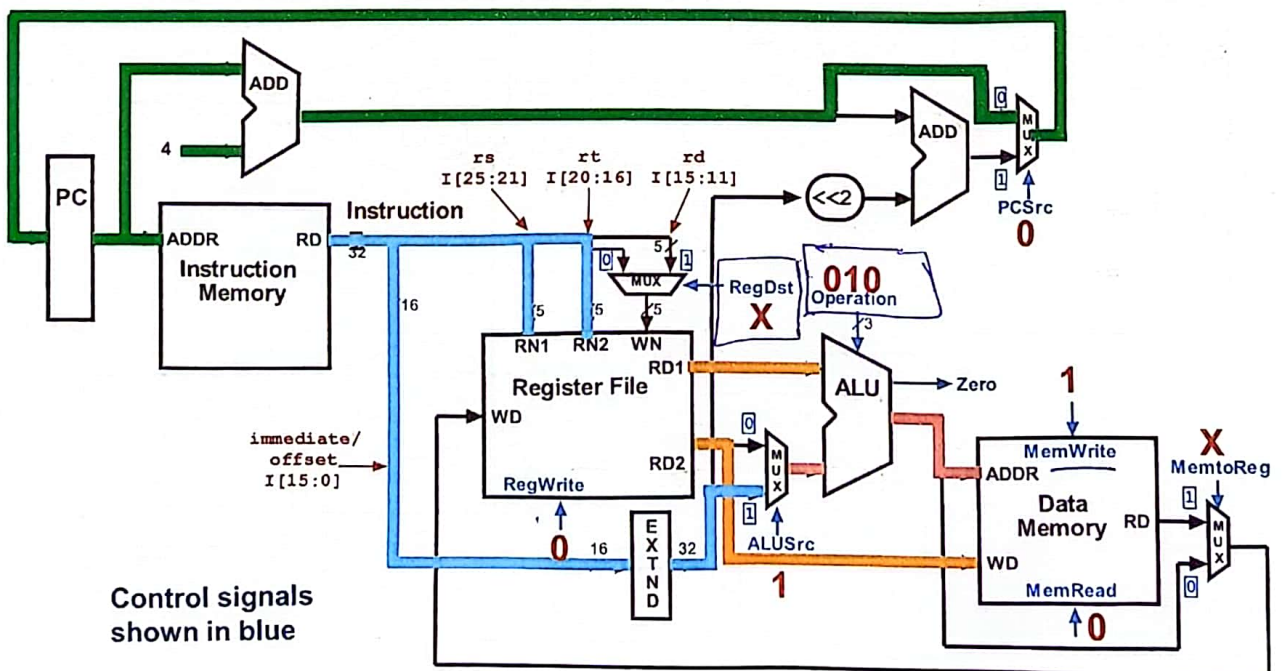 ADD
4
PC
ADDR
RD
Instruction Memory
Instruction
32
rs
I[25:21]
rt
I[20:16]
rd
I[15:11]
5
0
1
MUX
RegDst
X
010
Operation
3
<<2
ADD
0
1
MUX
PCSrc
0
16
5
5
5
RN1
RN2
WN
RD1
Register File
WD
RD2
RegWrite
0
immediate/
offset
I[15:0]
16
EXTND
32
0
1
MUX
ALUSrc
1
ALU
Zero
1
MemWrite
ADDR
Data
Memory
RD
WD
MemRead
0
X
MemtoReg
1
0
MUX
Control signals
shown in blue